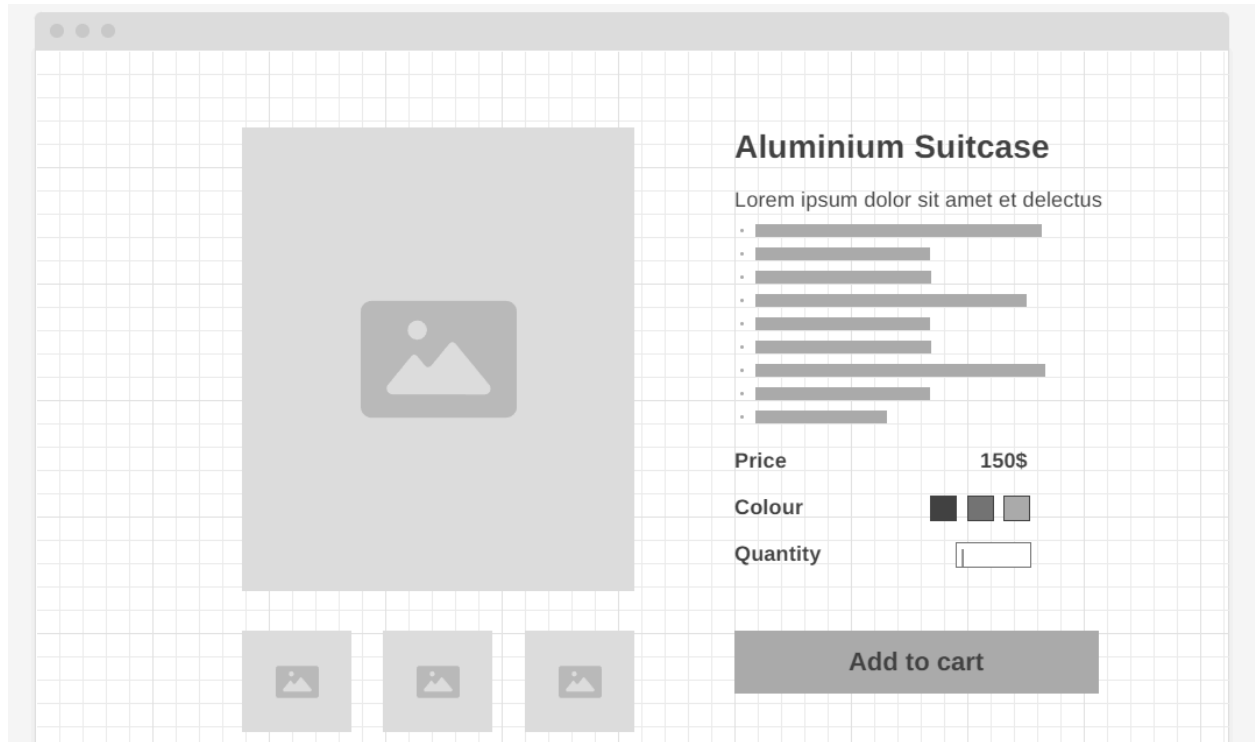 Aluminium Suitcase
Lorem ipsum dolor sit amet et delectus
Price 150$
Colour
Quantity
Add to cart